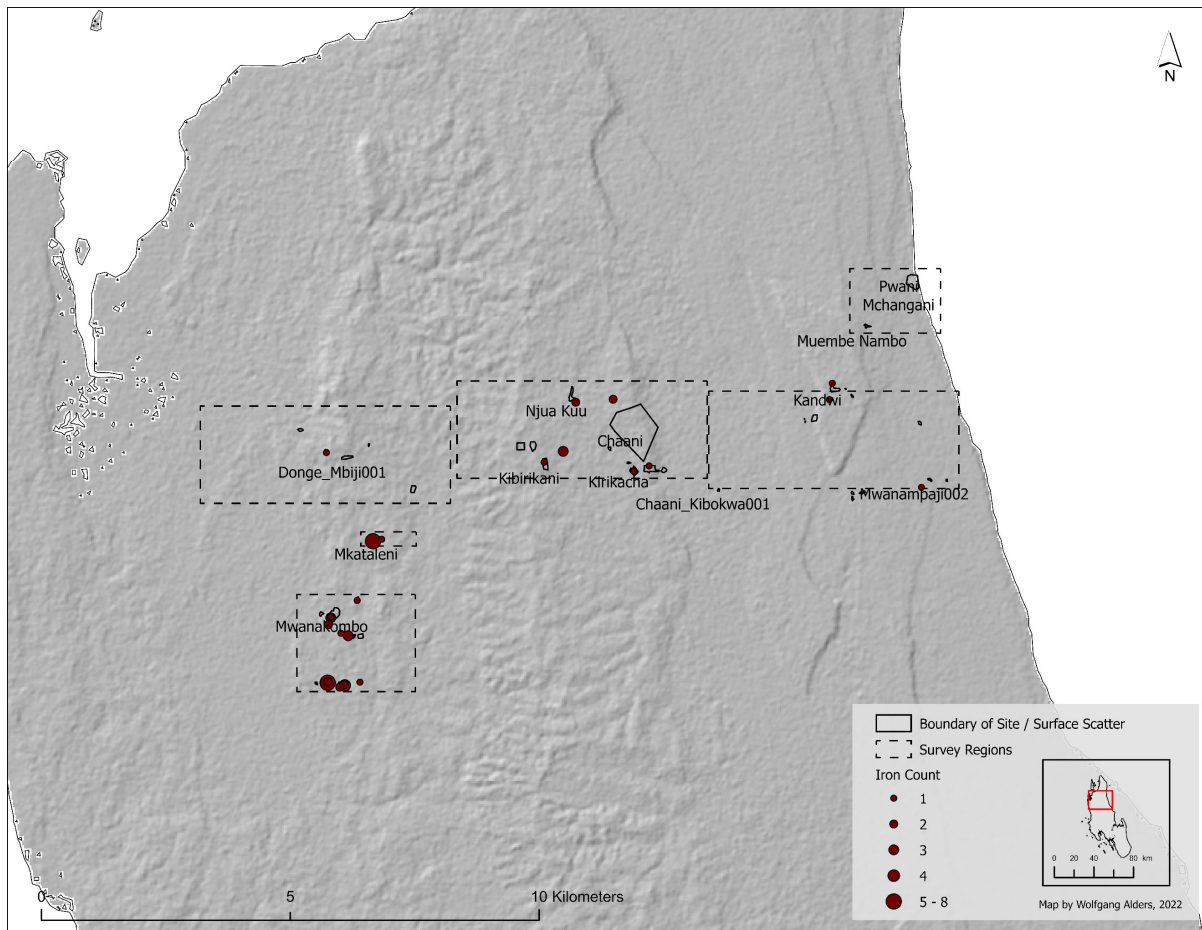 N
Pwani
Mchangani
Muembe Nambo
Kandwi
Njua Kuu
Chaani
Donge_Mbiji001
Kibirikani
Kirikacha
Chaani_Kibokwa001
Mwanampaji002
Mkataleni
Mwanakombo
Boundary of Site / Surface Scatter
Survey Regions
Iron Count
1
2
3
4
5 - 8
0 20 40 80 km
Map by Wolfgang Alders, 2022
0 5 10 Kilometers